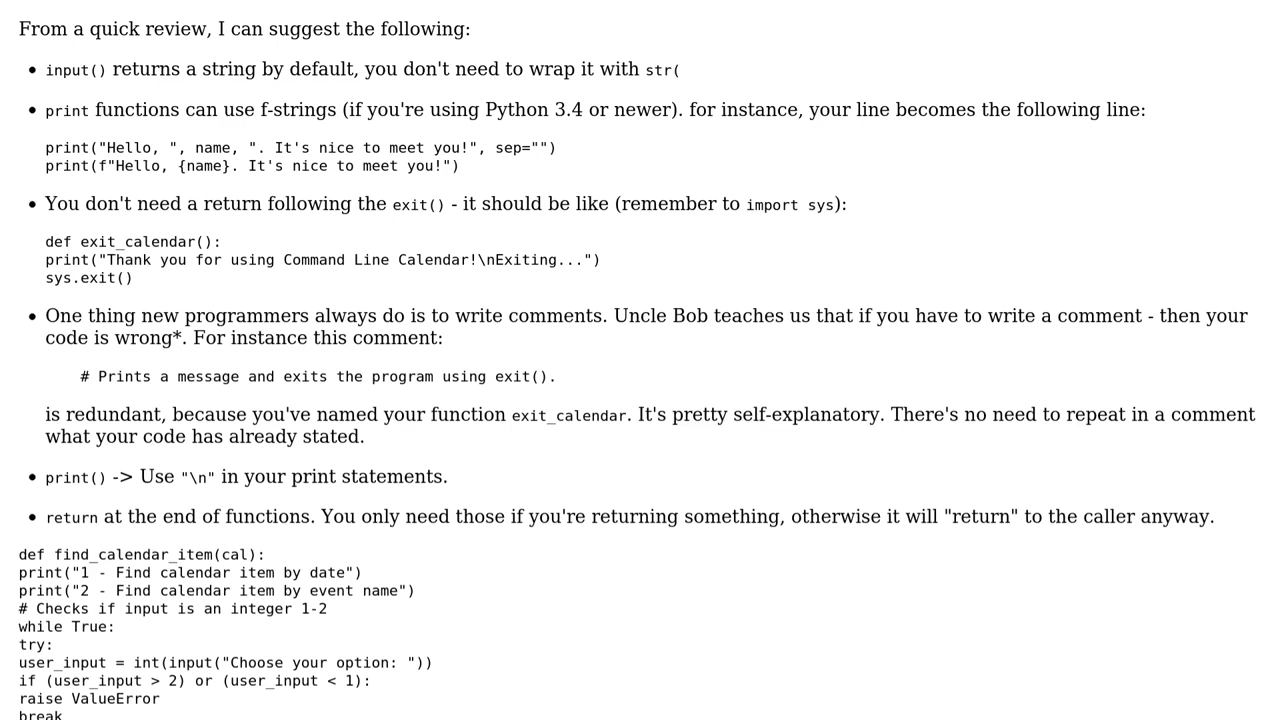 From a quick review, I can suggest the following:
• input() returns a string by default, you don't need to wrap it with str(
• print functions can use f-strings (if you're using Python 3.4 or newer). for instance, your line becomes the following line:
print("Hello, ", name, ". It's nice to meet you!", sep="")
print(f"Hello, {name}. It's nice to meet you!")
• You don't need a return following the exit() - it should be like (remember to import sys):
def exit_calendar():
print("Thank you for using Command Line Calendar!\nExiting...")
sys.exit()
• One thing new programmers always do is to write comments. Uncle Bob teaches us that if you have to write a comment - then your
code is wrong*. For instance this comment:
# Prints a message and exits the program using exit().
is redundant, because you've named your function exit_calendar. It's pretty self-explanatory. There's no need to repeat in a comment
what your code has already stated.
• print() -> Use "\n" in your print statements.
• return at the end of functions. You only need those if you're returning something, otherwise it will "return" to the caller anyway.
def find_calendar_item(cal):
print("1 - Find calendar item by date")
print("2 - Find calendar item by event name")
# Checks if input is an integer 1-2
while True:
try:
user_input = int(input("Choose your option: "))
if (user_input > 2) or (user_input < 1):
raise ValueError
break